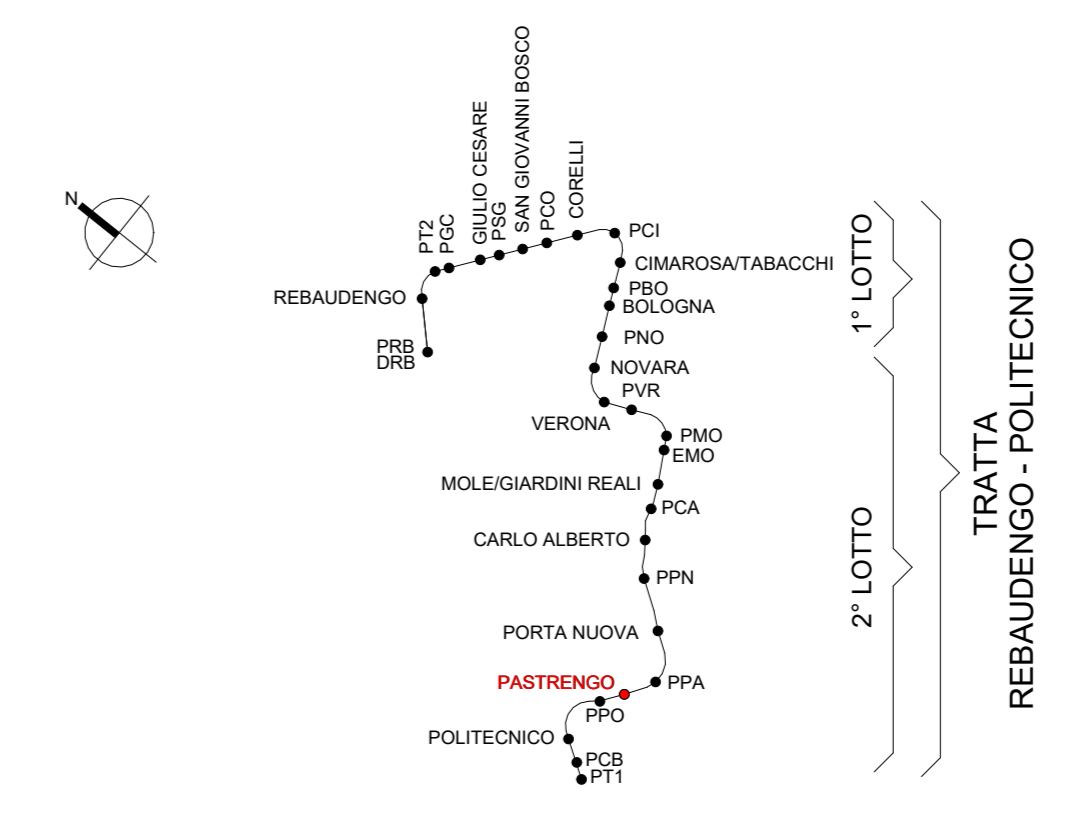 N
PT2
PGC
GIULIO CESARE
PSG
SAN GIOVANNI BOSCO
PCO
CORELLI
PCI
CIMAROSA/TABACCHI
REBAUDENGO
PBO
BOLOGNA
PRB
DRB
PNO
NOVARA
PVR
VERONA
PMO
EMO
MOLE/GIARDINI REALI
PCA
CARLO ALBERTO
PPN
PORTA NUOVA
PASTRENGO
PPA
PPO
POLITECNICO
PCB
PT1
1° LOTTO
2° LOTTO
TRATTA
REBAUDENGO - POLITECNICO